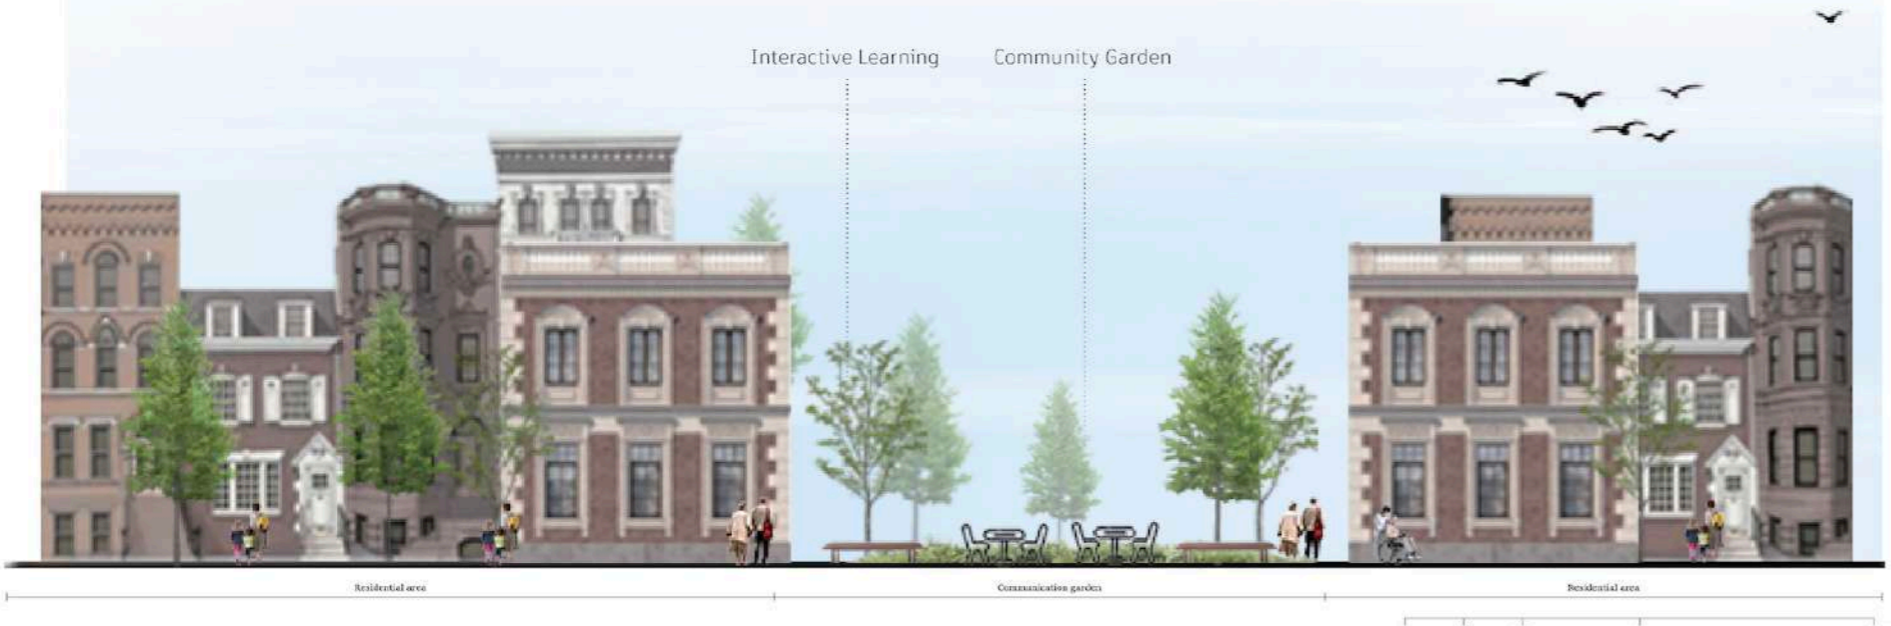 Interactive Learning
Community Garden
Residential area
Communication garden
Residential area